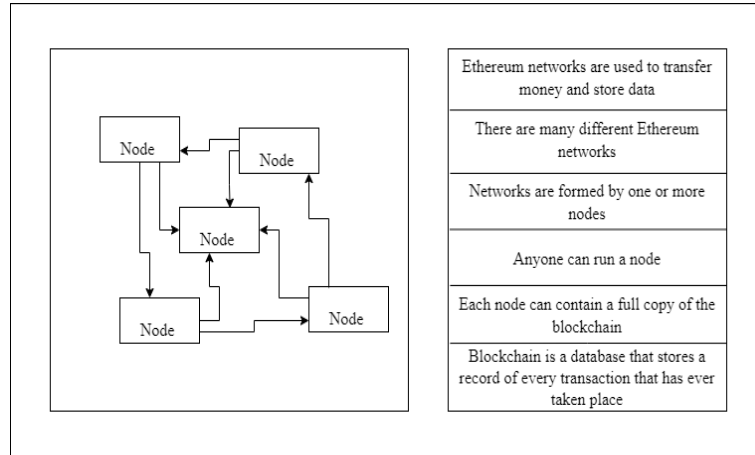 Node
Node
Node
Node
Node
Ethereum networks are used to transfer
money and store data
There are many different Ethereum
networks
Networks are formed by one or more
nodes
Anyone can run a node
Each node can contain a full copy of the
blockchain
Blockchain is a database that stores a
record of every transaction that has ever
taken place